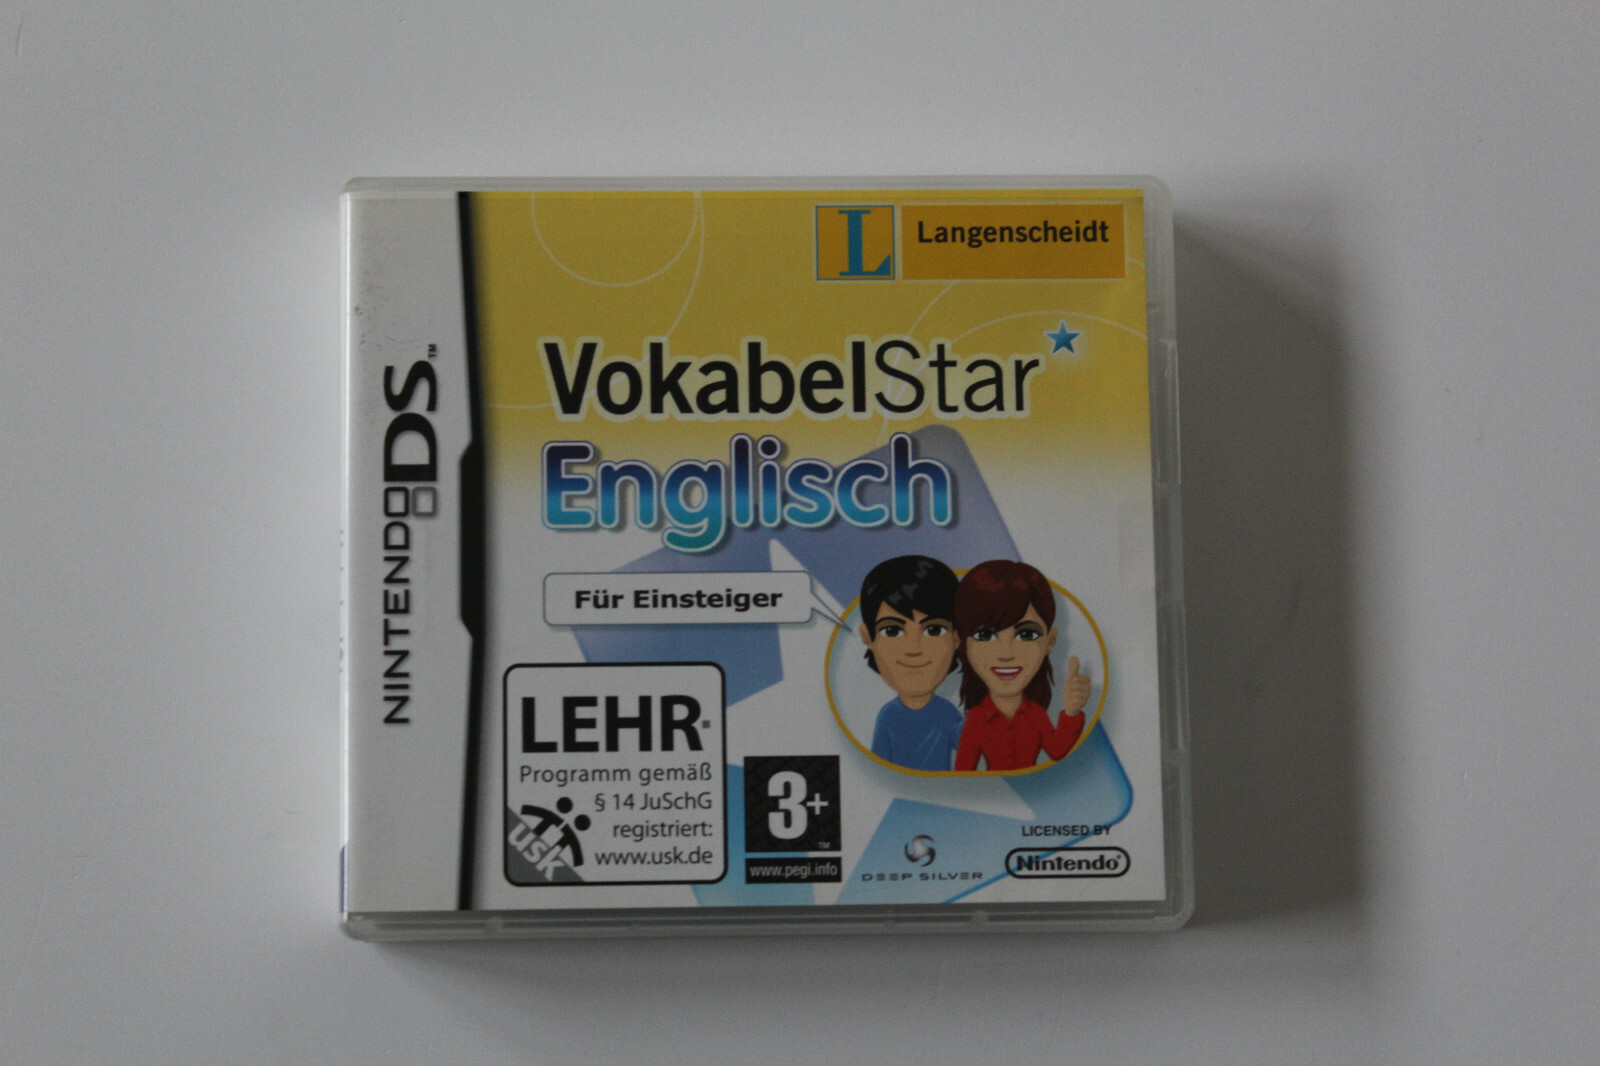 NINTENDO DS™
L Langenscheidt
VokabelStar
Englisch
Für Einsteiger
LEHR-
Programm gemäß
§ 14 JuSchG
registriert:
www.usk.de
usk
3+
™
www.pegi.info
DEEP SILVER
LICENSED BY
Nintendo®